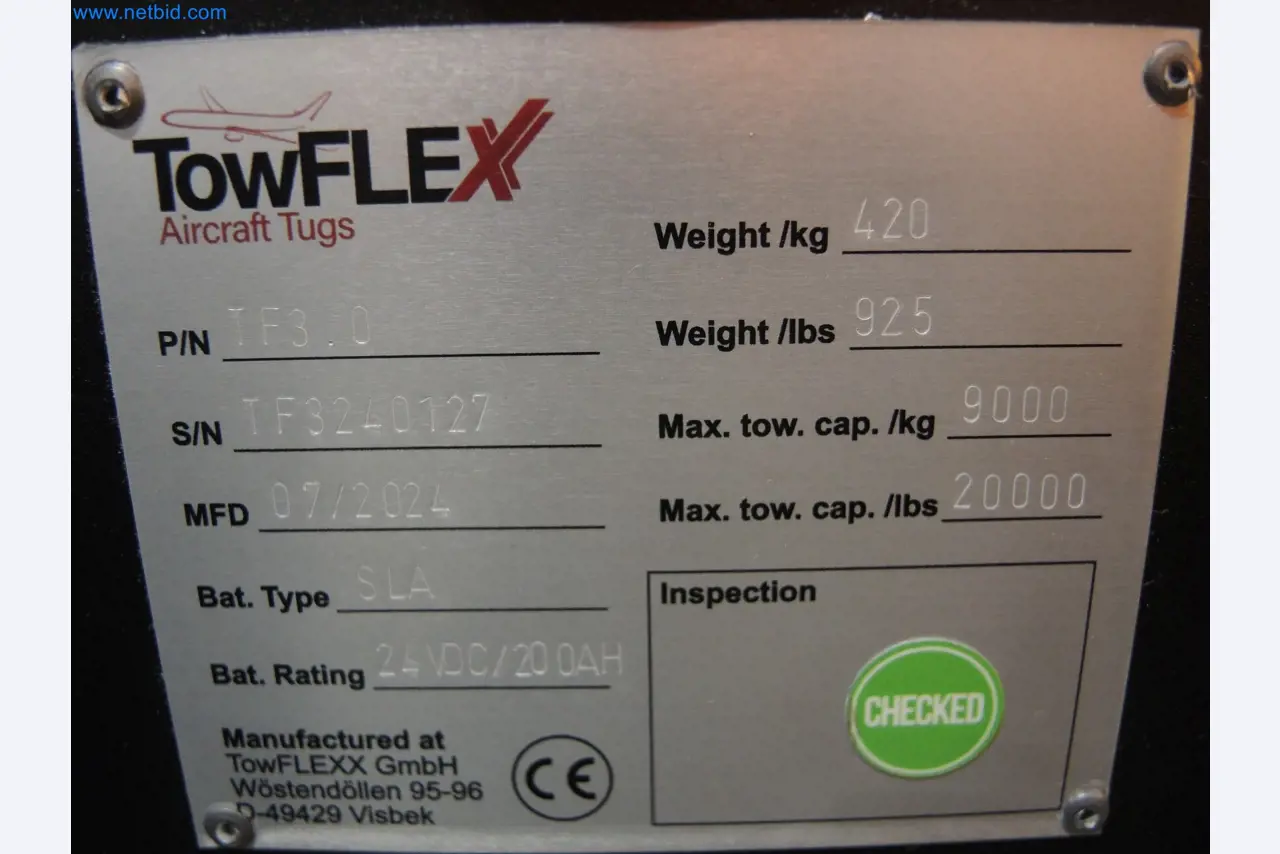 www.netbid.com
TowFLEXX
Aircraft Tugs
P/N TF3.0
S/N TF3240127
MFD 07/2024
Bat. Type SLA
Bat. Rating 24VDC/200AH
Manufactured at
TowFLEXX GmbH
Wöstendöllen 95-96
D-49429 Visbek
CE
Weight /kg 420
Weight /lbs 925
Max. tow. cap. /kg 9000
Max. tow. cap. /lbs 20000
Inspection
CHECKED